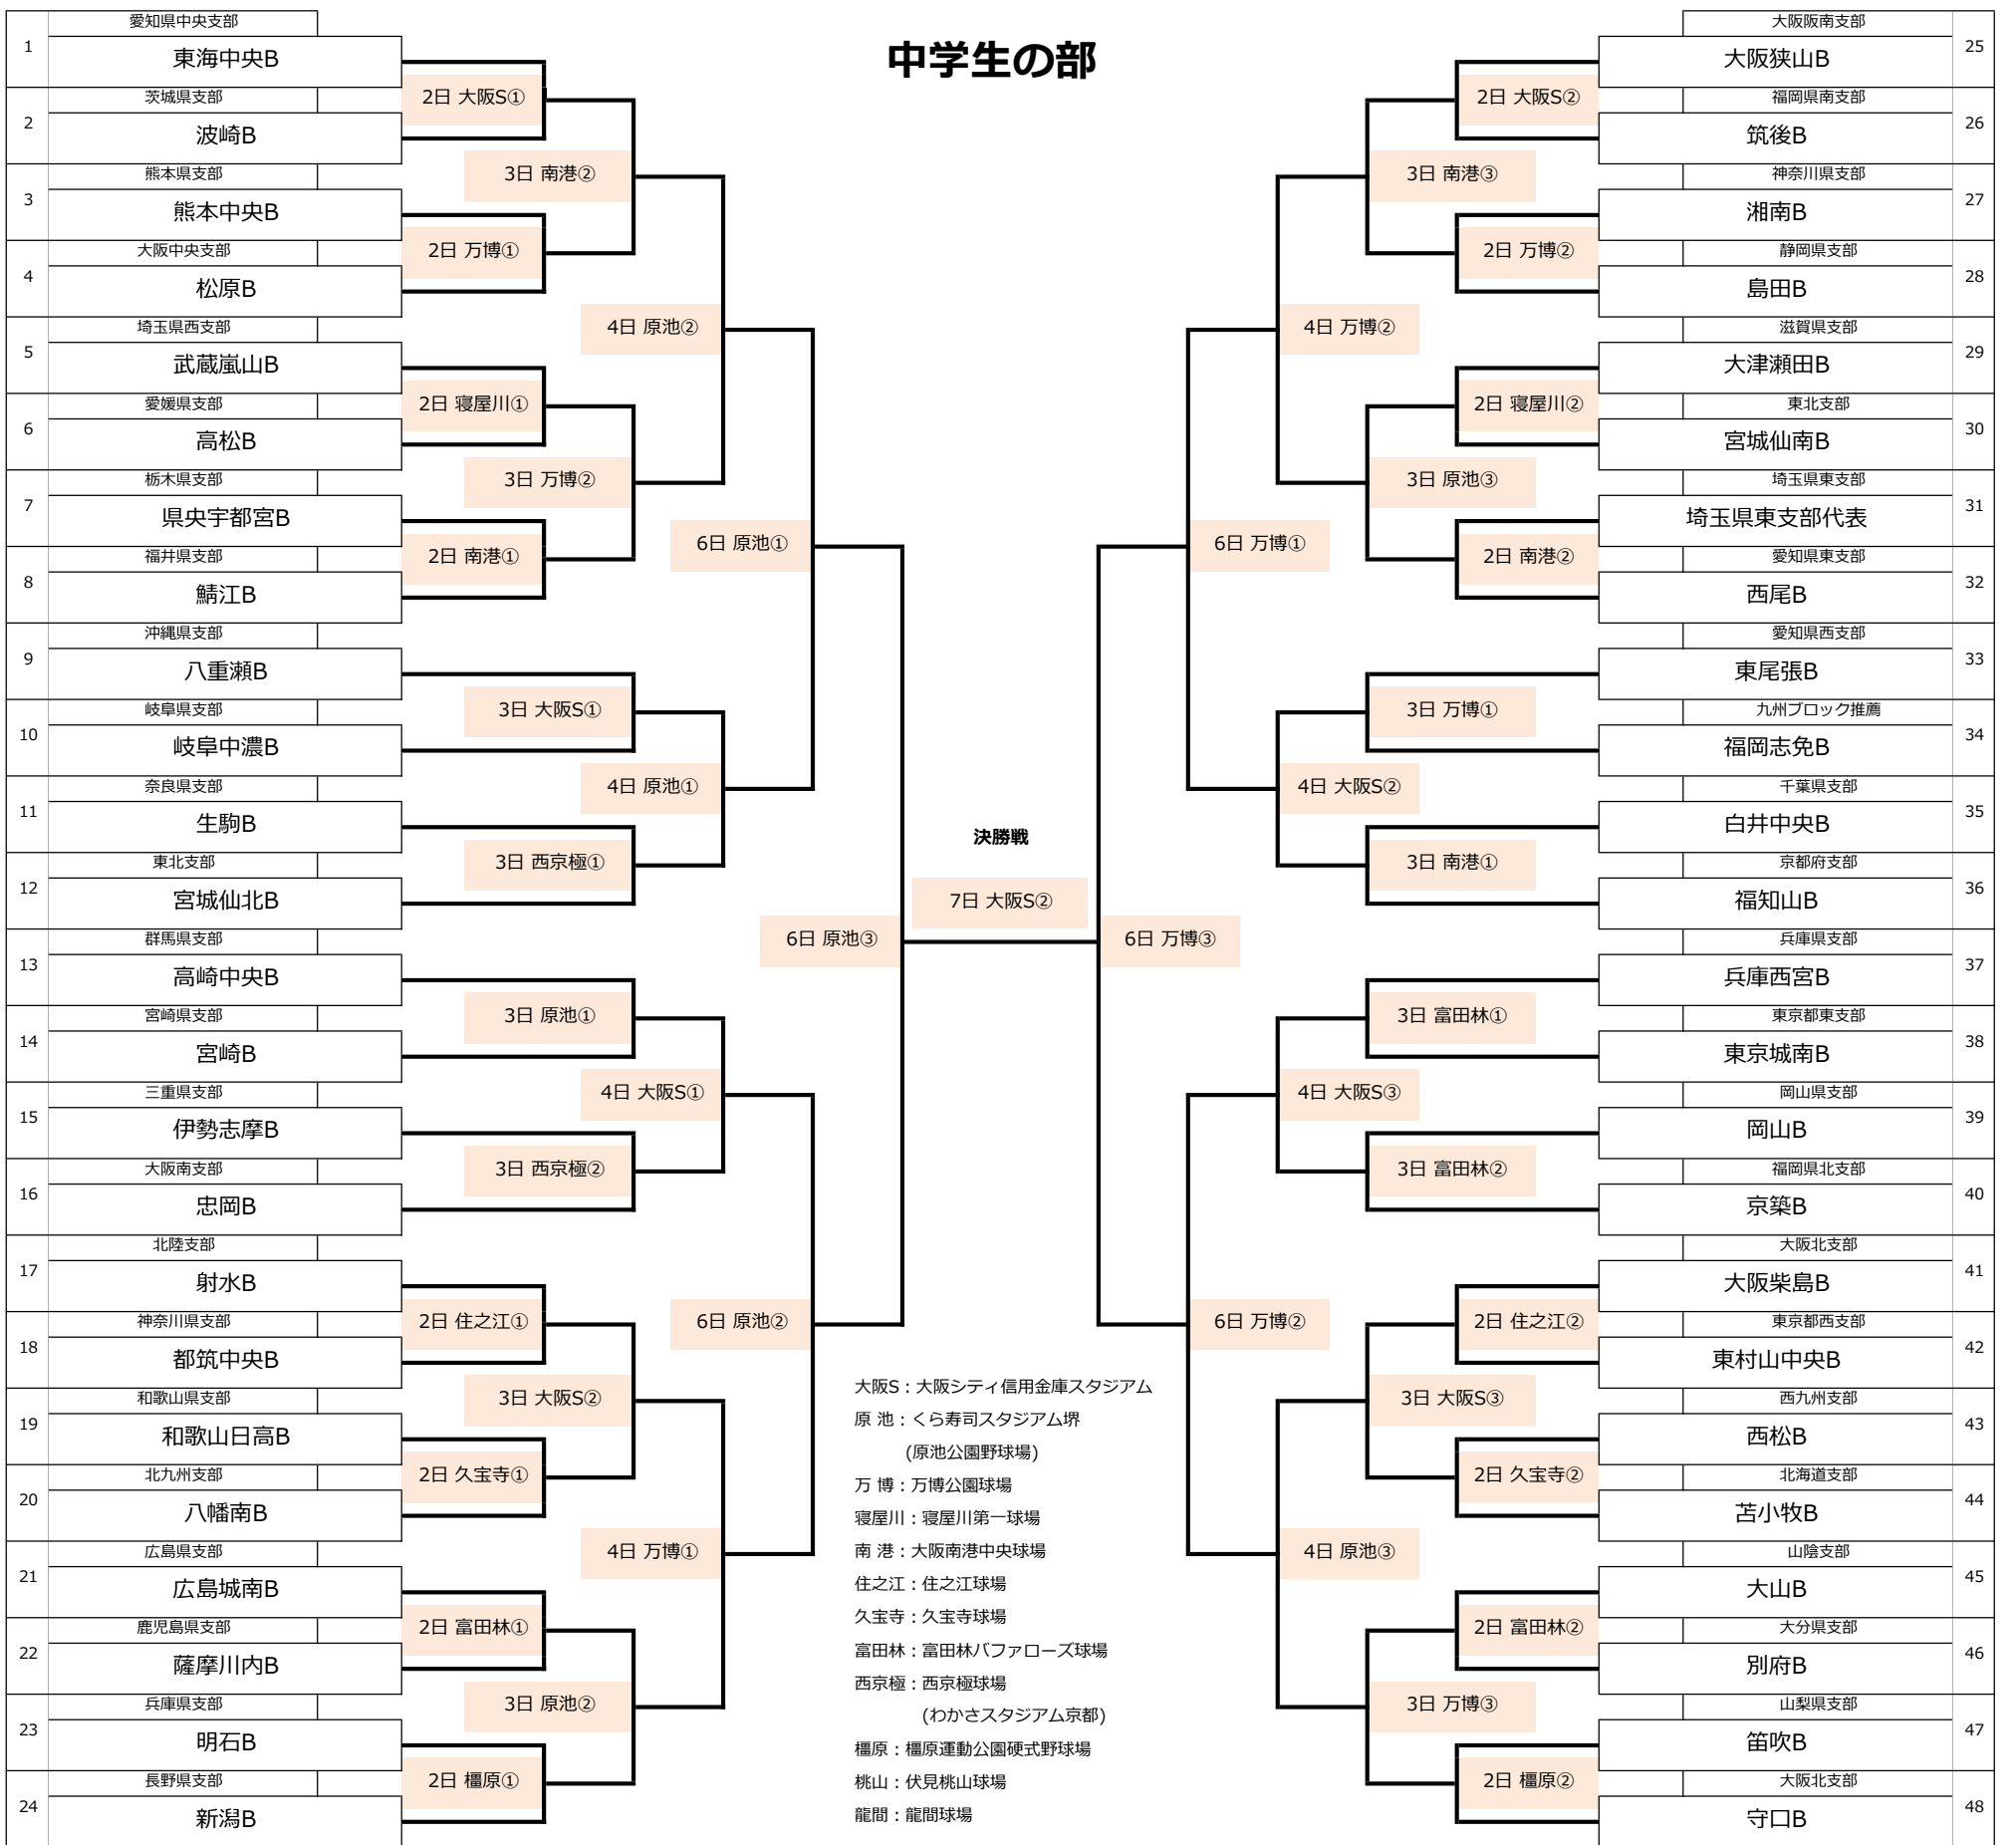 中学生の部
1
愛知県中央支部
東海中央B
2
茨城県支部
波崎B
3
熊本県支部
熊本中央B
4
大阪中央支部
松原B
5
埼玉県西支部
武蔵嵐山B
6
愛媛県支部
高松B
7
栃木県支部
県央宇都宮B
8
福井県支部
鯖江B
9
沖縄県支部
八重瀬B
10
岐阜県支部
岐阜中濃B
11
奈良県支部
生駒B
12
東北支部
宮城仙北B
13
群馬県支部
高崎中央B
14
宮崎県支部
宮崎B
15
三重県支部
伊勢志摩B
16
大阪南支部
忠岡B
17
北陸支部
射水B
18
神奈川県支部
都筑中央B
19
和歌山県支部
和歌山日高B
20
北九州支部
八幡南B
21
広島県支部
広島城南B
22
鹿児島県支部
薩摩川内B
23
兵庫県支部
明石B
24
長野県支部
新潟B
2日 大阪S①
2日 万博①
2日 寝屋川①
2日 南港①
2日 住之江①
2日 久宝寺①
2日 富田林①
2日 橿原①
3日 南港②
3日 万博②
3日 大阪S①
3日 西京極①
3日 原池①
3日 西京極②
3日 大阪S②
3日 原池②
4日 原池②
4日 原池①
4日 大阪S①
4日 万博①
6日 原池①
6日 原池②
6日 原池③
決勝戦
7日 大阪S②
6日 万博③
6日 万博①
6日 万博②
4日 万博②
4日 大阪S②
4日 大阪S③
4日 原池③
3日 南港③
3日 原池③
3日 万博①
3日 南港①
3日 富田林①
3日 富田林②
3日 大阪S③
3日 万博③
2日 大阪S②
2日 万博②
2日 寝屋川②
2日 南港②
2日 住之江②
2日 久宝寺②
2日 富田林②
2日 橿原②
大阪阪南支部
大阪狭山B
25
福岡県南支部
筑後B
26
神奈川県支部
湘南B
27
静岡県支部
島田B
28
滋賀県支部
大津瀬田B
29
東北支部
宮城仙南B
30
埼玉県東支部
埼玉県東支部代表
31
愛知県東支部
西尾B
32
愛知県西支部
東尾張B
33
九州ブロック推薦
福岡志免B
34
千葉県支部
白井中央B
35
京都府支部
福知山B
36
兵庫県支部
兵庫西宮B
37
東京都東支部
東京城南B
38
岡山県支部
岡山B
39
福岡県北支部
京築B
40
大阪北支部
大阪柴島B
41
東京都西支部
東村山中央B
42
西九州支部
西松B
43
北海道支部
苫小牧B
44
山陰支部
大山B
45
大分県支部
別府B
46
山梨県支部
笛吹B
47
大阪北支部
守口B
48
大阪S：大阪シティ信用金庫スタジアム
原 池：くら寿司スタジアム堺
(原池公園野球場)
万 博：万博公園球場
寝屋川：寝屋川第一球場
南 港：大阪南港中央球場
住之江：住之江球場
久宝寺：久宝寺球場
富田林：富田林バファローズ球場
西京極：西京極球場
(わかさスタジアム京都)
橿原：橿原運動公園硬式野球場
桃山：伏見桃山球場
龍間：龍間球場